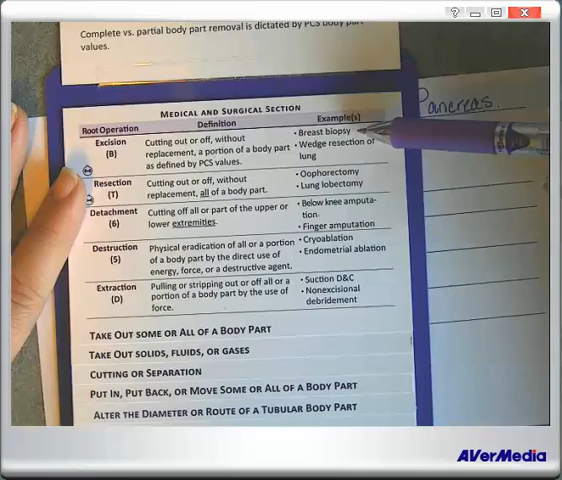 Complete vs. partial body part removal is dictated by PCS body part
values.
Pancreas.
MEDICAL AND SURGICAL SECTION
Root Operation Definition Example(s)
Excision
(B)
Cutting out or off, without
replacement, a portion of a body part
as defined by PCS values.
• Breast biopsy
• Wedge resection of
lung
Resection
(T)
Cutting out or off, without
replacement, all of a body part.
• Oophorectomy
• Lung lobectomy
Detachment
(6)
Cutting off all or part of the upper or
lower extremities.
• Below knee amputa-
tion
• Finger amputation
Destruction
(5)
Physical eradication of all or a portion
of a body part by the direct use of
energy, force, or a destructive agent.
• Cryoablation
• Endometrial ablation
Extraction
(D)
Pulling or stripping out or off all or a
portion of a body part by the use of
force.
• Suction D&C
• Nonexcisional
debridement
TAKE OUT SOME OR ALL OF A BODY PART
TAKE OUT SOLIDS, FLUIDS, OR GASES
CUTTING OR SEPARATION
PUT IN, PUT BACK, OR MOVE SOME OR ALL OF A BODY PART
ALTER THE DIAMETER OR ROUTE OF A TUBULAR BODY PART
AVerMedia